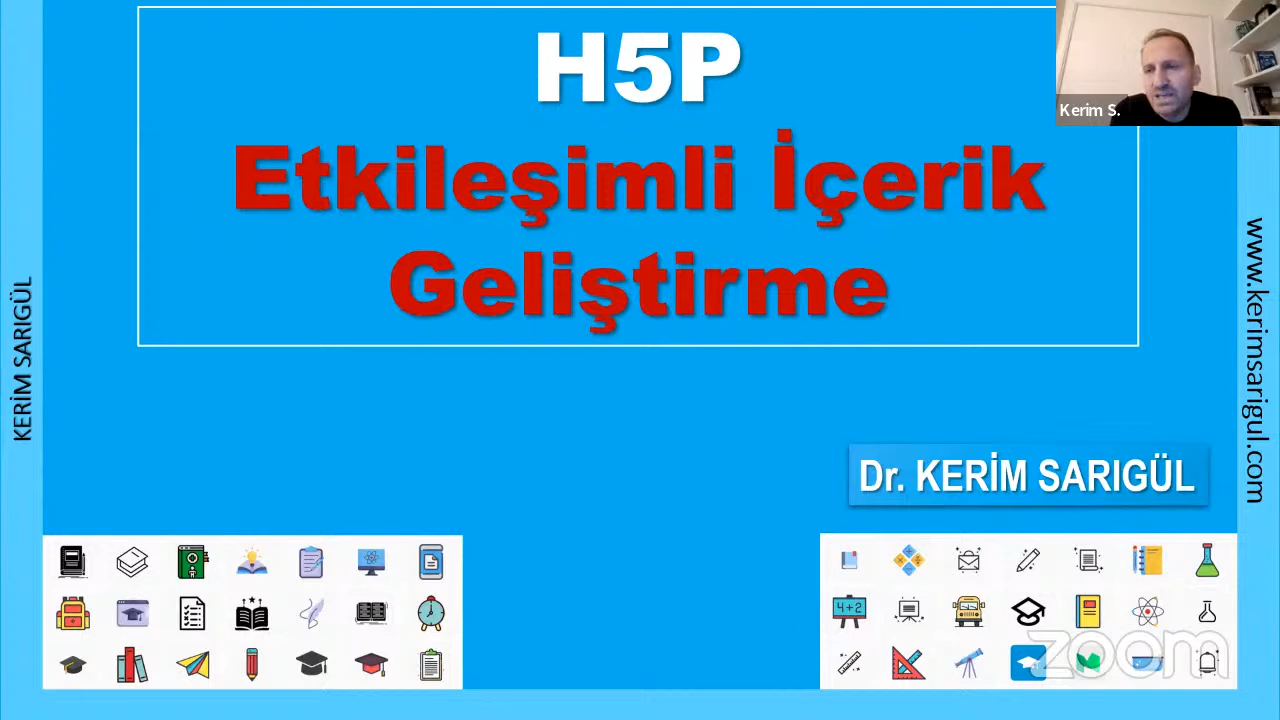 H5P
Etkileşimli İçerik
Geliştirme
Kerim S.
KERİM SARIGÜL
www.kerimsarigul.com
Dr. KERİM SARIGÜL
4+2
zoom